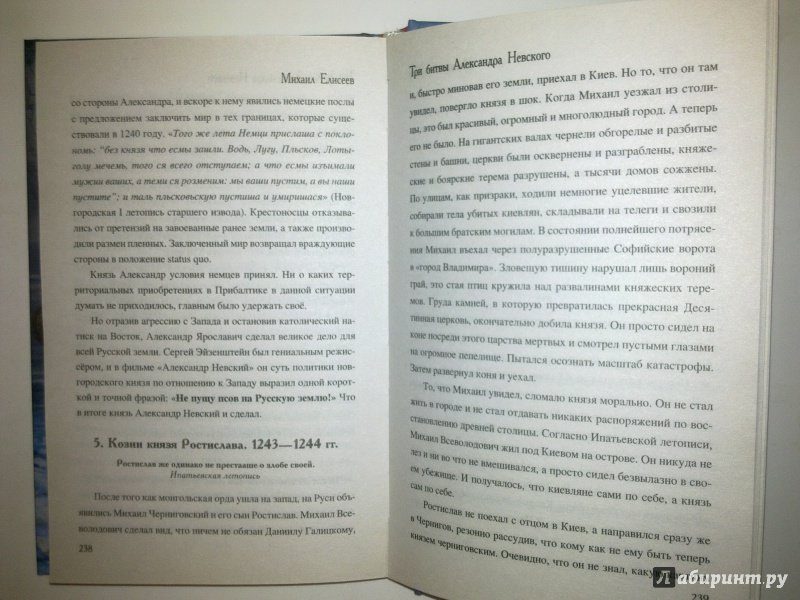 Михаил Елисеев
со стороны Александра, и вскоре к нему явились немецкие послы
с предложением заключить мир в тех границах, которые суще-
ствовали в 1240 году. «Того же лета Немци прислаша с покло-
номь: “без князя что есмы зашли. Водь, Лугу, Плъсков, Лоты-
голу мечемь, того ся всего отступаем; а что есмы изъимали
мужии ваших, а теми ся розменим: мы ваши пустим, а вы наши
пустите”; и таль плъсковьскую пустиша и умиришася» (Нов-
городская I летопись старшего извода). Крестоносцы отказыва-
лись от претензий на завоеванные ранее земли, а также произ-
водили размен пленных. Заключенный мир возвращал враждующие
стороны в положение status quo.
Князь Александр условия немцев принял. Ни о каких тер-
риториальных приобретениях в Прибалтике в данной ситуации
думать не приходилось, главным было удержать своё.
Но отразив агрессию с Запада и остановив католический на-
тиск на Восток, Александр Ярославич сделал великое дело для
всей Русской земли. Сергей Эйзенштейн был гениальным режис-
сёром, и в фильме «Александр Невский» он суть политики нов-
городского князя по отношению к Западу выразил одной корот-
кой и точной фразой: «Не пущу псов на Русскую землю!» Что
в итоге князь Александр Невский и сделал.
5. Козни князя Ростислава. 1243—1244 гг.
Ростислав же одинако не престааше о злобе своей.
Ипатьевская летопись
После того как монгольская орда ушла на запад, на Руси объ-
явились Михаил Черниговский и его сын Ростислав. Михаил Все-
володович сделал вид, что ничем не обязан Даниилу Галицкому,
238
Три битвы Александра Невского
и, быстро миновав его земли, приехал в Киев. Но то, что он там
увидел, повергло князя в шок. Когда Михаил уезжал из столи-
цы, это был красивый, огромный и многолюдный город. А теперь
его не было. На гигантских валах чернели обгорелые и разбитые
стены и башни, церкви были осквернены и разграблены, княже-
ские и боярские терема разрушены, а тысячи домов сожжены.
По улицам, как призраки, ходили немногие уцелевшие жители,
собирали тела убитых киевлян, складывали на телеги и свозили
к большим братским могилам. В состоянии полнейшего потрясе-
ния Михаил въехал через полуразрушенные Софийские ворота
в «город Владимира». Зловещую тишину нарушал лишь вороний
грай, это стая птиц кружила над развалинами княжеских тере-
мов. Груда камней, в которую превратилась прекрасная Деся-
тинная церковь, окончательно добила князя. Он просто сидел на
коне посреди этого царства мертвых и смотрел пустыми глазами
на огромное пепелище. Пытался осознать масштаб катастрофы.
Затем развернул коня и уехал.
То, что Михаил увидел, сломало князя морально. Он не стал
жить в городе и не стал отдавать никаких распоряжений по вос-
становлению древней столицы. Согласно Ипатьевской летописи,
Михаил Всеволодович жил под Киевом на острове. Он никуда не
лез и ни во что не вмешивался, а просто сидел безвылазно в сво-
ем убежище. И получалось, что киевляне сами по себе, а князь
сам по себе.
Ростислав не поехал с отцом в Киев, а направился сразу же
в Чернигов, резонно рассудив, что кому как не ему быть теперь
князем черниговским. Очевидно, что он не знал, каку
239
Лабиринт.ру